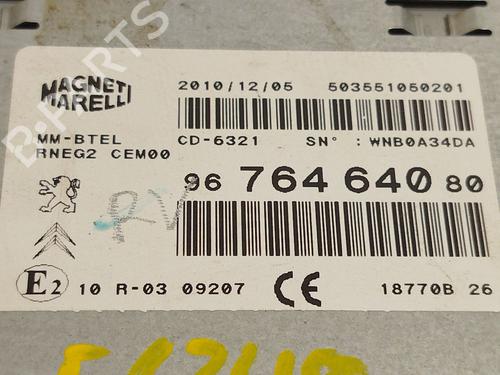 MAGNETI
MARELLI
2010/12/05 503551050201
MM-BTEL CD-6321 SN° : WNB0A34DA
RNEG2 CEM00
96 764 640 80
RV
E2 10 R-03 09207 CE 18770B 26
B-PARTS